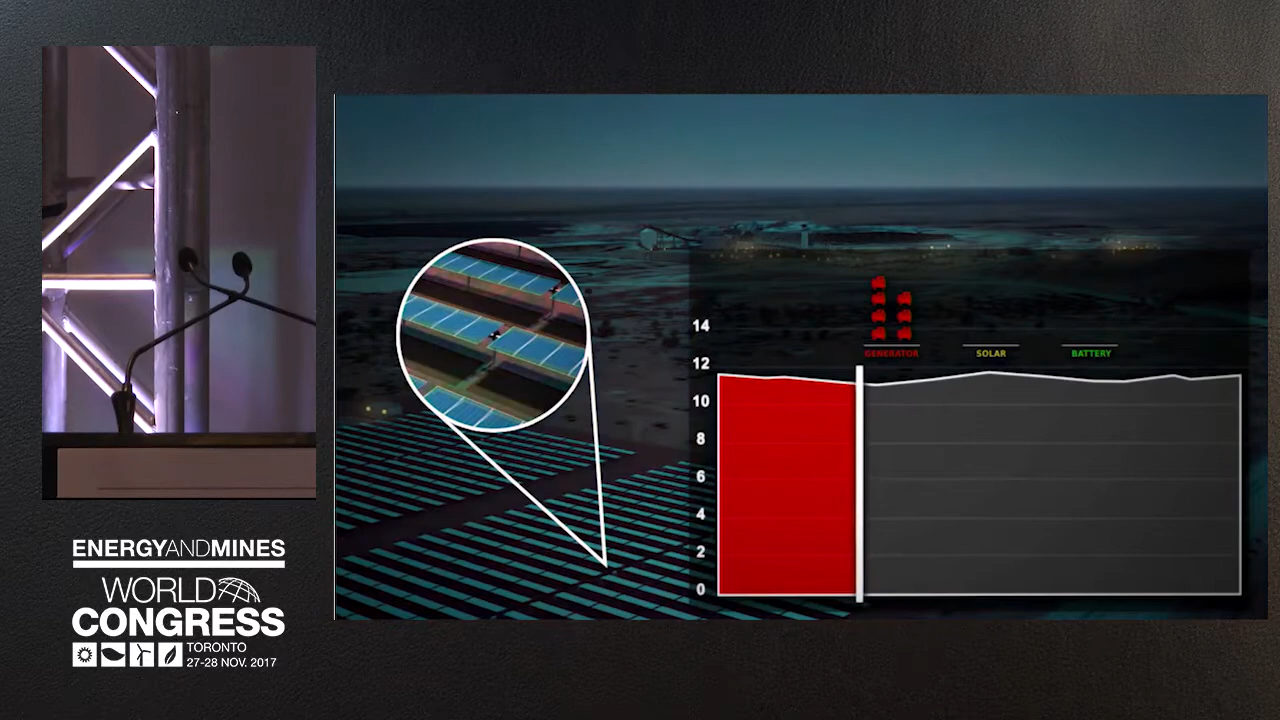 ENERGYANDMINES
WORLD
CONGRESS
TORONTO
27-28 NOV. 2017
GENERATOR SOLAR BATTERY
14
12
10
8
6
4
2
0